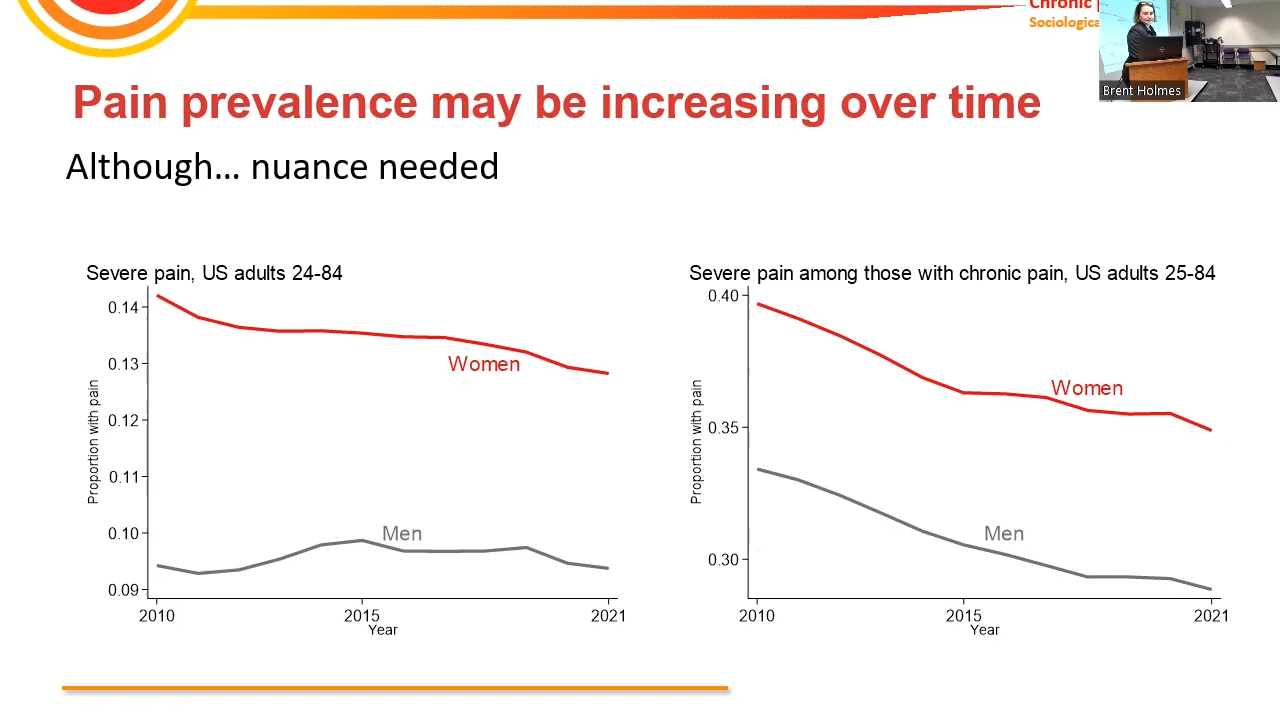 Chronic
Sociologica
Brent Holmes
Pain prevalence may be increasing over time
Although... nuance needed
Severe pain, US adults 24-84
0.14
0.13
0.12
0.11
0.10
0.09
Proportion with pain
Women
Men
2010
2015
2021
Year
Severe pain among those with chronic pain, US adults 25-84
0.40
0.35
0.30
Proportion with pain
Women
Men
2010
2015
2021
Year